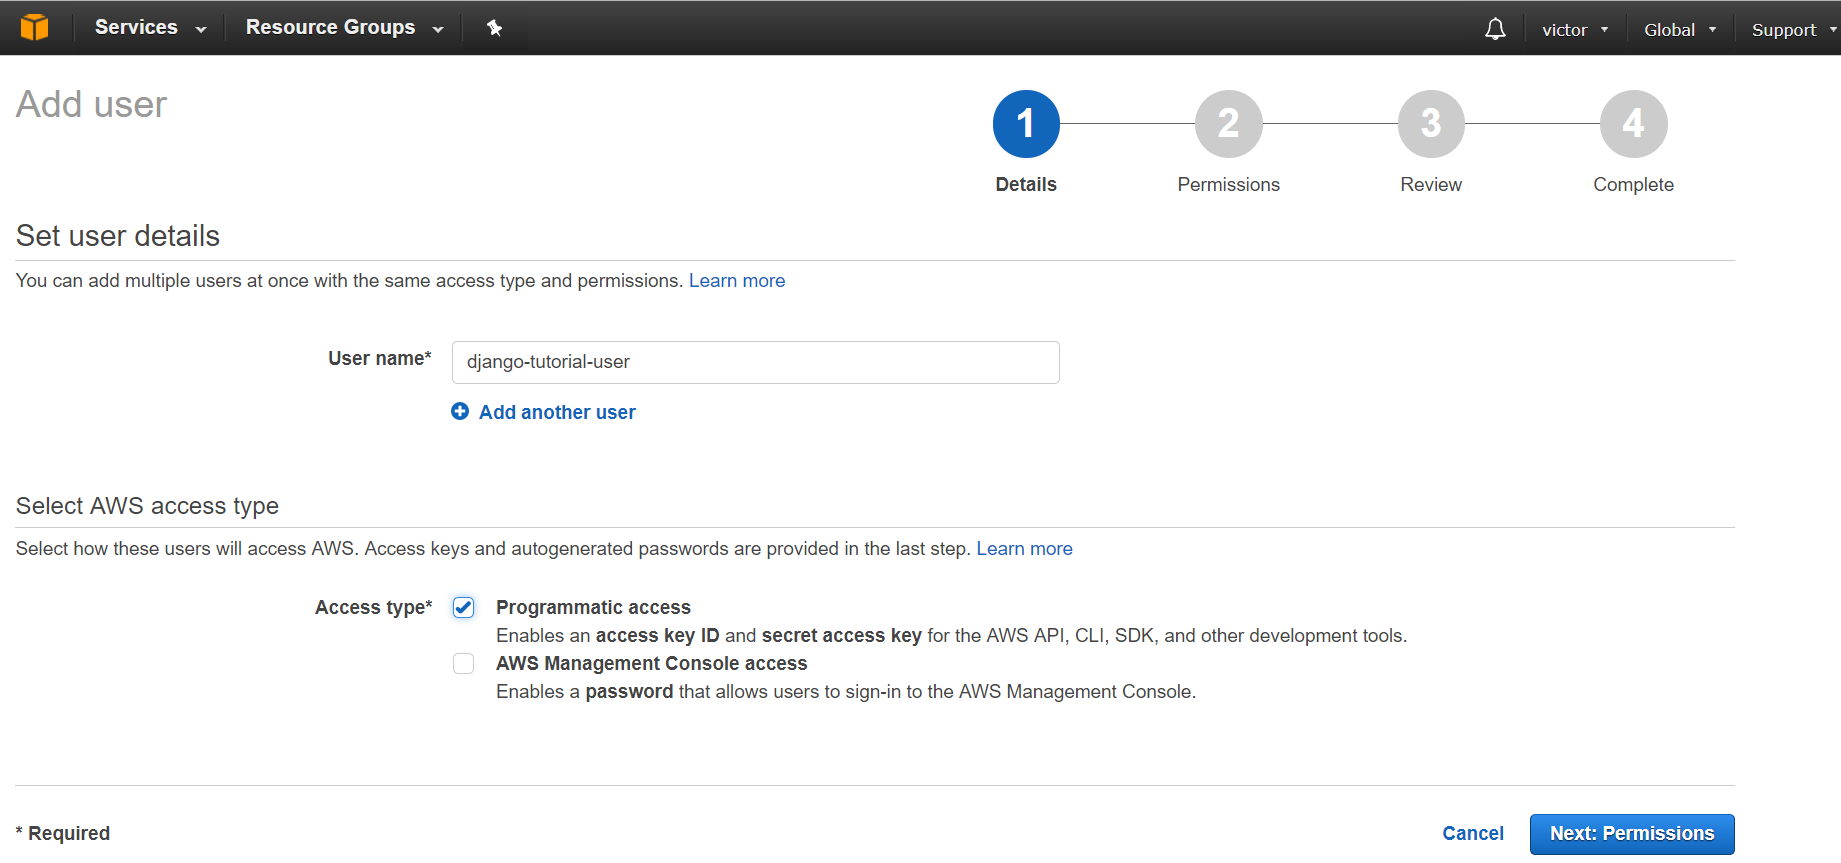 Services Resource Groups victor Global Support
Add user
1 2 3 4
Details Permissions Review Complete
Set user details
You can add multiple users at once with the same access type and permissions. Learn more
User name* django-tutorial-user
Add another user
Select AWS access type
Select how these users will access AWS. Access keys and autogenerated passwords are provided in the last step. Learn more
Access type* Programmatic access
Enables an access key ID and secret access key for the AWS API, CLI, SDK, and other development tools.
AWS Management Console access
Enables a password that allows users to sign-in to the AWS Management Console.
* Required Cancel Next: Permissions